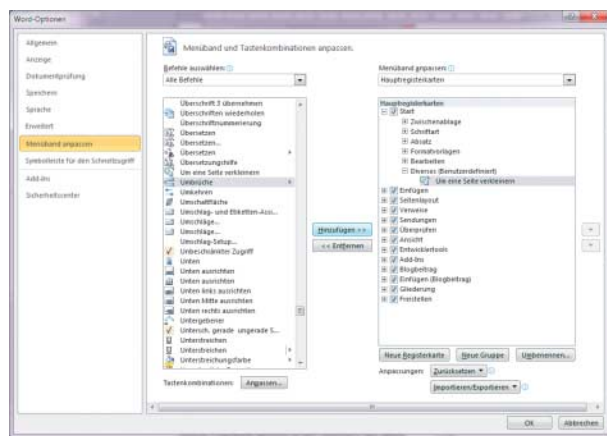 Word-Optionen
Allgemein
Anzeige
Dokumentprüfung
Speichern
Sprache
Erweitert
Menüband anpassen
Symbolleiste für den Schnellzugriff
Add-Ins
Sicherheitscenter
Menüband und Tastenkombinationen anpassen.
Befehle auswählen:
Alle Befehle
Überschrift 3 übernehmen
Überschriften wiederholen
Überschriftnummerierung
Übersetzen
Übersetzen...
Übersetzen
Übersetzungshilfe
Um eine Seite verkleinern
Umbrüche
Umkehren
Umschaltfläche
Umschlag- und Etiketten-Assi...
Umschläge...
Umschläge...
Umschlag-Setup...
Unbeschränkter Zugriff
Unten
Unten ausrichten
Unten ausrichten
Unten links ausrichten
Unten Mitte ausrichten
Unten rechts ausrichten
Untergebener
Untersch. gerade ungerade S...
Unterstreichen
Unterstreichen
Unterstreichungsfarbe
Tastenkombinationen:
Anpassen...
Hinzufügen >>
<< Entfernen
Menüband anpassen:
Hauptregisterkarten
Hauptregisterkarten
Start
Zwischenablage
Schriftart
Absatz
Formatvorlagen
Bearbeiten
Diverses (Benutzerdefiniert)
Um eine Seite verkleinern
Einfügen
Seitenlayout
Verweise
Sendungen
Überprüfen
Ansicht
Entwicklertools
Add-Ins
Blogbeitrag
Einfügen (Blogbeitrag)
Gliederung
Freistellen
Neue Registerkarte
Neue Gruppe
Umbenennen...
Anpassungen:
Zurücksetzen
Importieren/Exportieren
OK
Abbrechen